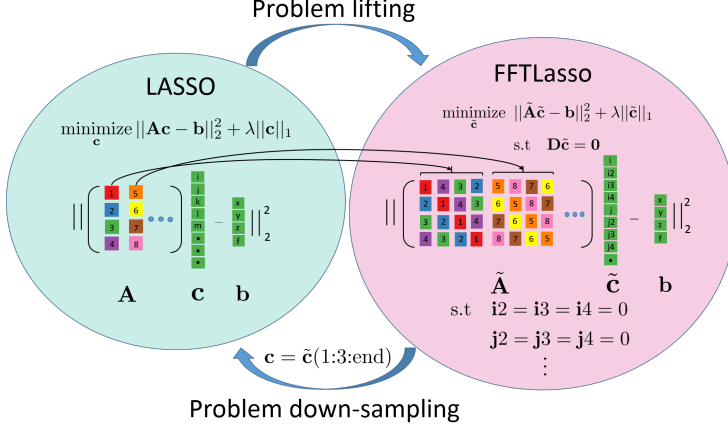 Problem lifting
LASSO
minimize ||Ac − b||₂² + λ||c||₁
c
|| ( 1 5
2 6
3 7
4 8 ... ) i
j
k
l
m
•
•
• − x
y
z
f ||₂²
A c b
FFTLasso
minimize ||Ãc̃ − b||₂² + λ||c̃||₁
c̃
s.t Dc̃ = 0
|| ( 1 4 3 2 5 8 7 6
2 1 4 3 6 5 8 7
3 2 1 4 7 6 5 8
4 3 2 1 8 7 6 5 ... ) i
i2
i3
i4
j
j2
j3
j4
• − x
y
z
f ||₂²
Ã c̃ b
s.t i2 = i3 = i4 = 0
j2 = j3 = j4 = 0
⋮
c = c̃(1:3:end)
Problem down-sampling